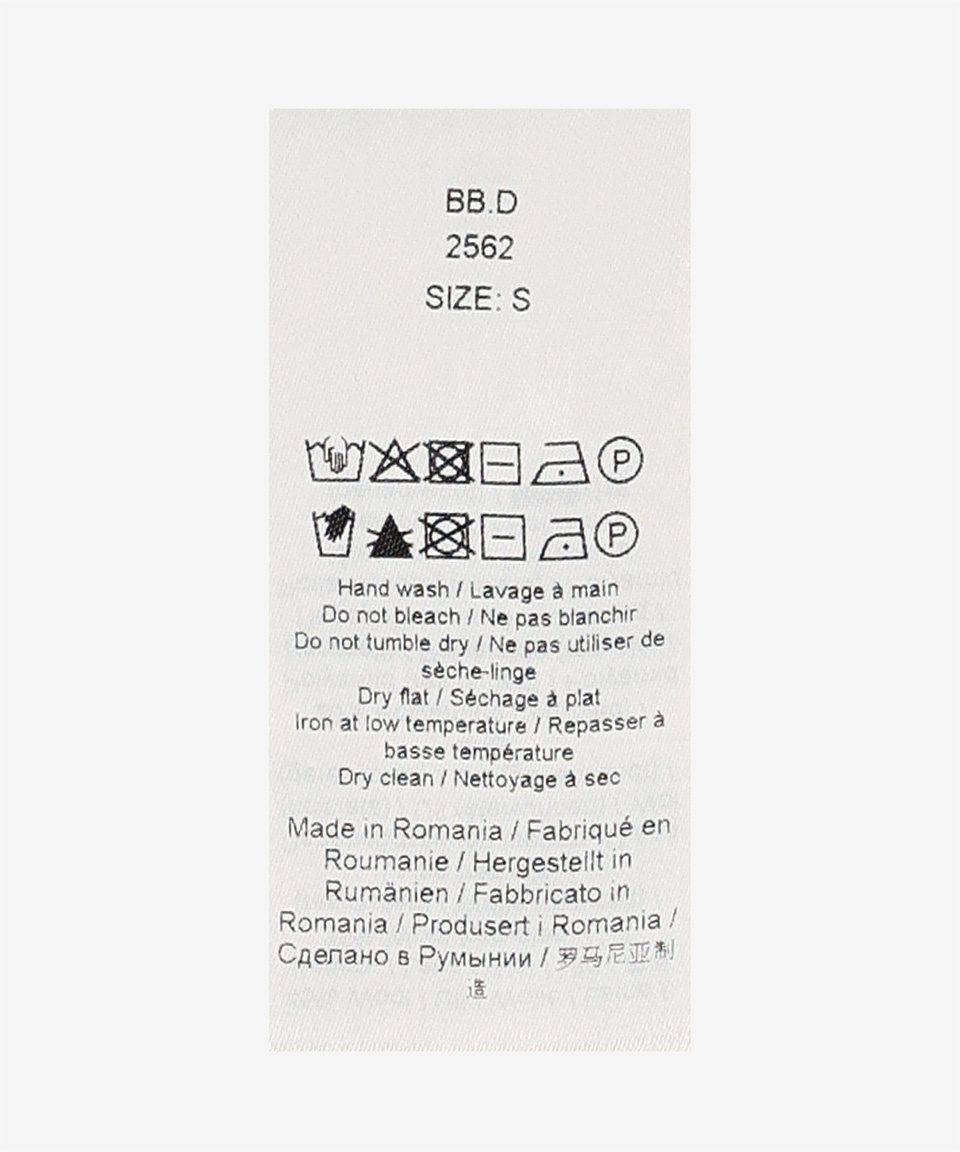 BB.D
2562
SIZE: S
P
P
Hand wash / Lavage à main
Do not bleach / Ne pas blanchir
Do not tumble dry / Ne pas utiliser de
sèche-linge
Dry flat / Séchage à plat
Iron at low temperature / Repasser à
basse température
Dry clean / Nettoyage à sec
Made in Romania / Fabriqué en
Roumanie / Hergestellt in
Rumänien / Fabbricato in
Romania / Produsert i Romania /
Сделано в Румынии / 罗马尼亚制
造